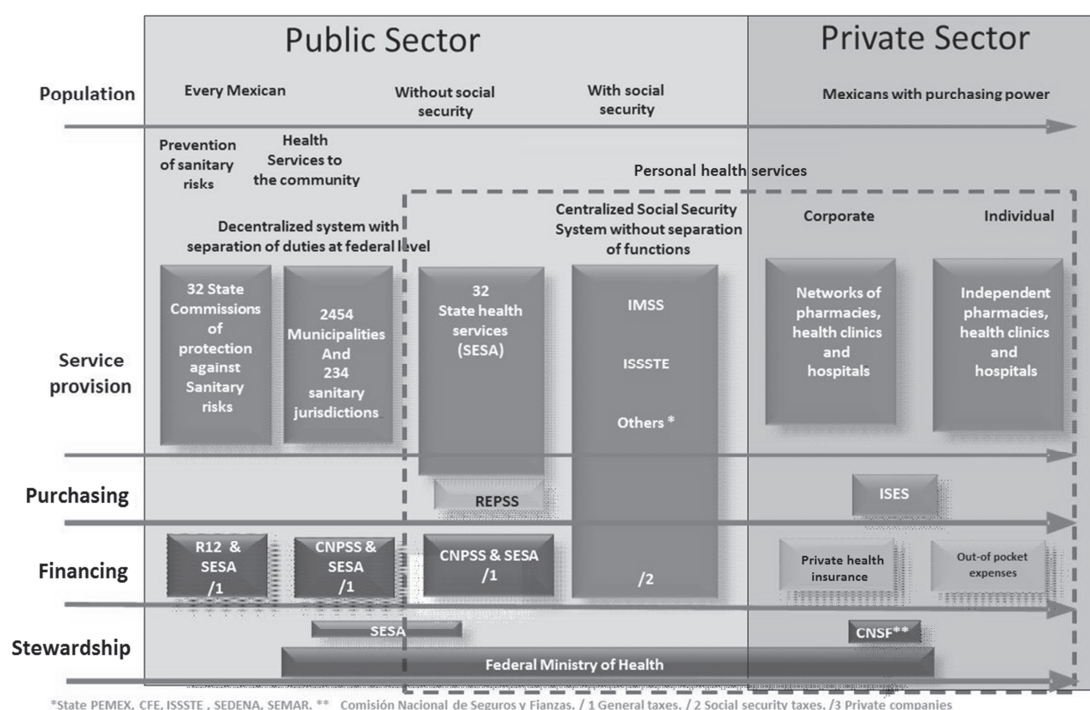 Public Sector
Private Sector
Population
Every Mexican
Without social
security
With social
security
Mexicans with purchasing power
Prevention
of sanitary
risks
Health
Services to
the community
Personal health services
Decentralized system with
separation of duties at federal level
Centralized Social Security
System without separation
of functions
Corporate
Individual
Service
provision
32 State
Commissions
of
protection
against
Sanitary
risks
2454
Municipalities
And
234
sanitary
jurisdictions
32
State health
services
(SESA)
IMSS
ISSSTE
Others *
Networks of
pharmacies,
health clinics
and
hospitals
Independent
pharmacies,
health clinics
and
hospitals
Purchasing
REPSS
ISES
Financing
R12 &
SESA
/1
CNPSS &
SESA
/1
CNPSS & SESA
/1
/2
Private health
insurance
Out-of pocket
expenses
Stewardship
SESA
CNSF**
Federal Ministry of Health
*State PEMEX, CFE, ISSSTE , SEDENA, SEMAR. ** Comisión Nacional de Seguros y Fianzas. / 1 General taxes. / 2 Social security taxes. /3 Private companies